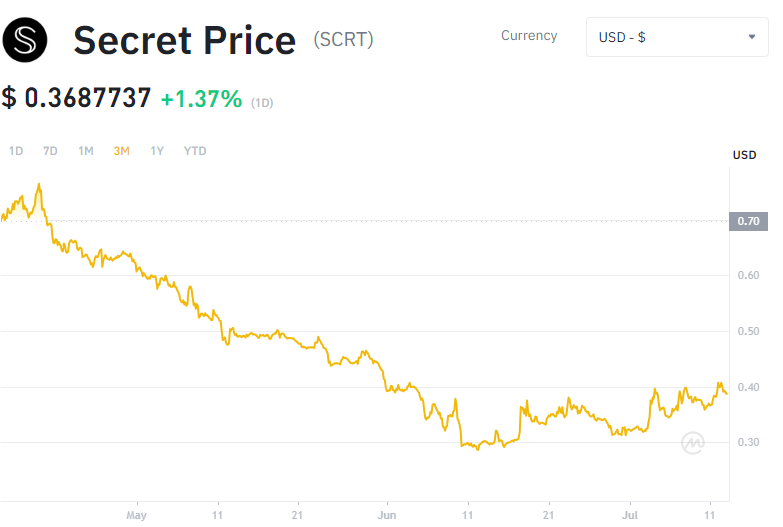 Secret Price (SCRT)
Currency
USD - $
$ 0.3687737 +1.37% (1D)
1D 7D 1M 3M 1Y YTD
USD
0.70
0.60
0.50
0.40
0.30
May 11 21 Jun 11 21 Jul 11